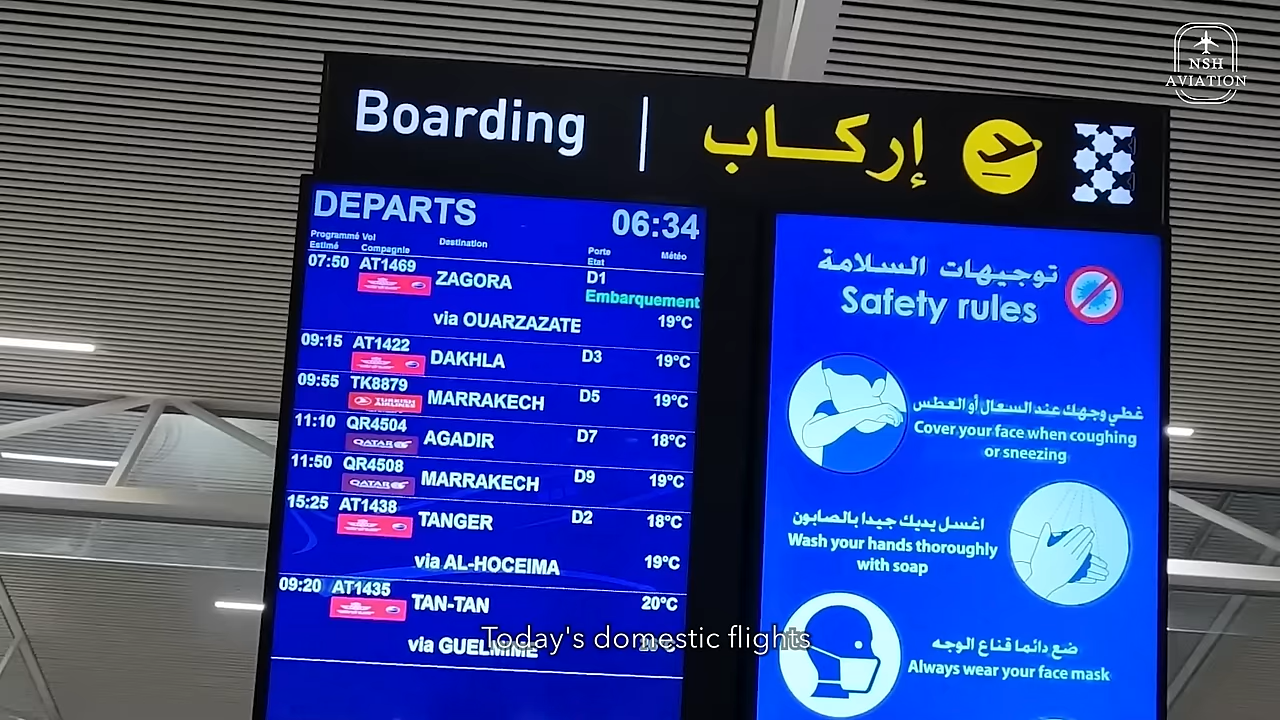 NSH
AVIATION
Boarding | إركــاب
DEPARTS 06:34
Programmé Vol Destination Porte Météo
Estimé Compagnie Etat
07:50 AT1469 ZAGORA D1
Embarquement
via OUARZAZATE 19°C
09:15 AT1422 DAKHLA D3 19°C
09:55 TK8879 MARRAKECH D5 19°C
TURKISH AIRLINES
11:10 QR4504 AGADIR D7 18°C
QATAR
11:50 QR4508 MARRAKECH D9 19°C
QATAR
15:25 AT1438 TANGER D2 18°C
via AL-HOCEIMA 19°C
09:20 AT1435 TAN-TAN 20°C
via GUELMIME
توجيهات السلامة
Safety rules
غطي وجهك عند السعال أو العطس
Cover your face when coughing
or sneezing
اغسل يديك جيدا بالصابون
Wash your hands thoroughly
with soap
ضع دائما قناع الوجه
Always wear your face mask
Today's domestic flights